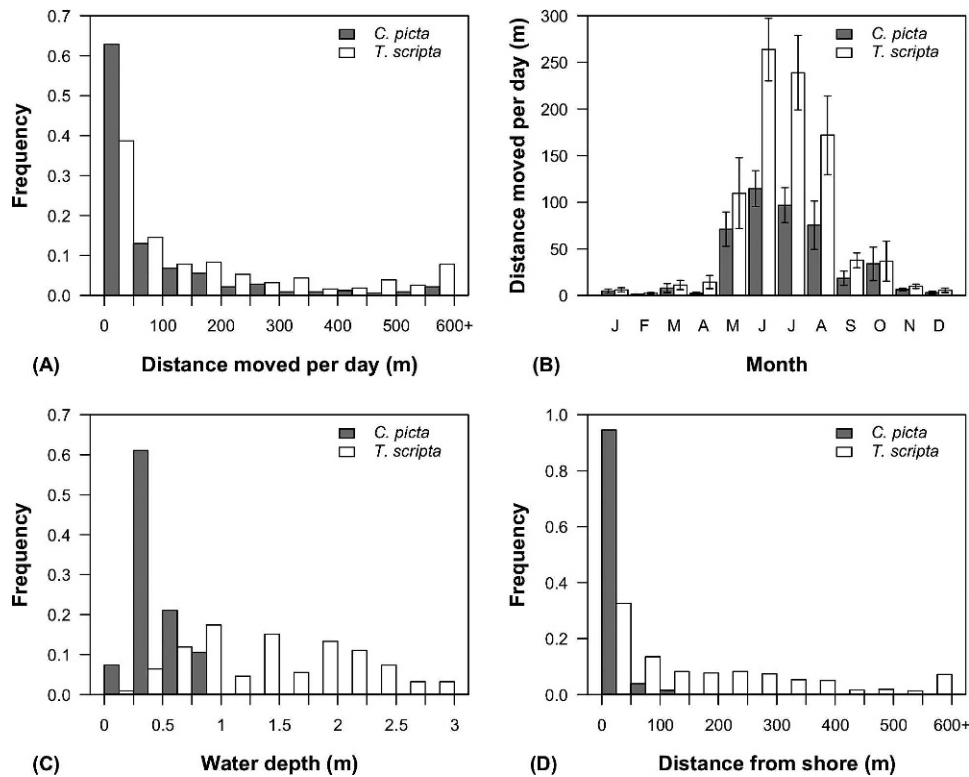 C. picta
T. scripta
0.7
0.6
0.5
0.4
0.3
0.2
0.1
0.0
Frequency
0 100 200 300 400 500 600+
(A) Distance moved per day (m)
C. picta
T. scripta
300
250
200
150
100
50
0
Distance moved per day (m)
J F M A M J J A S O N D
(B) Month
C. picta
T. scripta
0.7
0.6
0.5
0.4
0.3
0.2
0.1
0.0
Frequency
0 0.5 1 1.5 2 2.5 3
(C) Water depth (m)
C. picta
T. scripta
1.0
0.8
0.6
0.4
0.2
0.0
Frequency
0 100 200 300 400 500 600+
(D) Distance from shore (m)